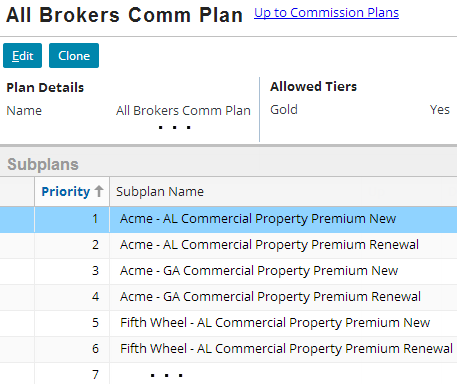 All Brokers Comm Plan Up to Commission Plans
Edit Clone
Plan Details Allowed Tiers
Name All Brokers Comm Plan Gold Yes
. . .
Subplans
Priority ↑ Subplan Name
1 Acme - AL Commercial Property Premium New
2 Acme - AL Commercial Property Premium Renewal
3 Acme - GA Commercial Property Premium New
4 Acme - GA Commercial Property Premium Renewal
5 Fifth Wheel - AL Commercial Property Premium New
6 Fifth Wheel - AL Commercial Property Premium Renewal
7 . . .